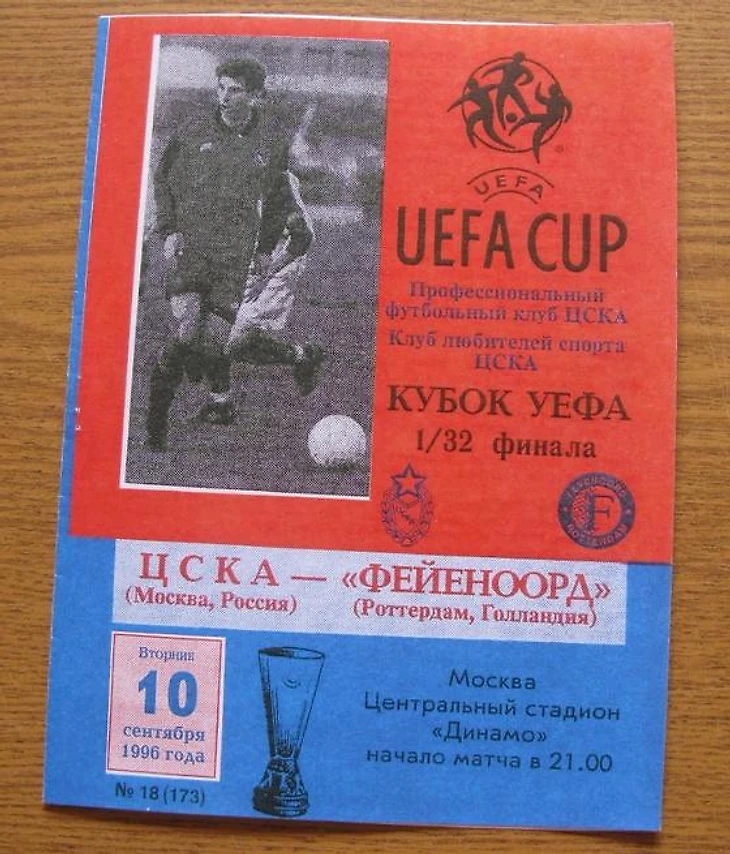 UEFA
UEFA CUP
Профессиональный
футбольный клуб ЦСКА
Клуб любителей спорта
ЦСКА
КУБОК УЕФА
1/32 финала
FEYENOORD
F
ROTTERDAM
ЦСКА — «ФЕЙЕНООРД»
(Москва, Россия) (Роттердам, Голландия)
Вторник
10
сентября
1996 года
№ 18 (173)
Москва
Центральный стадион
«Динамо»
начало матча в 21.00